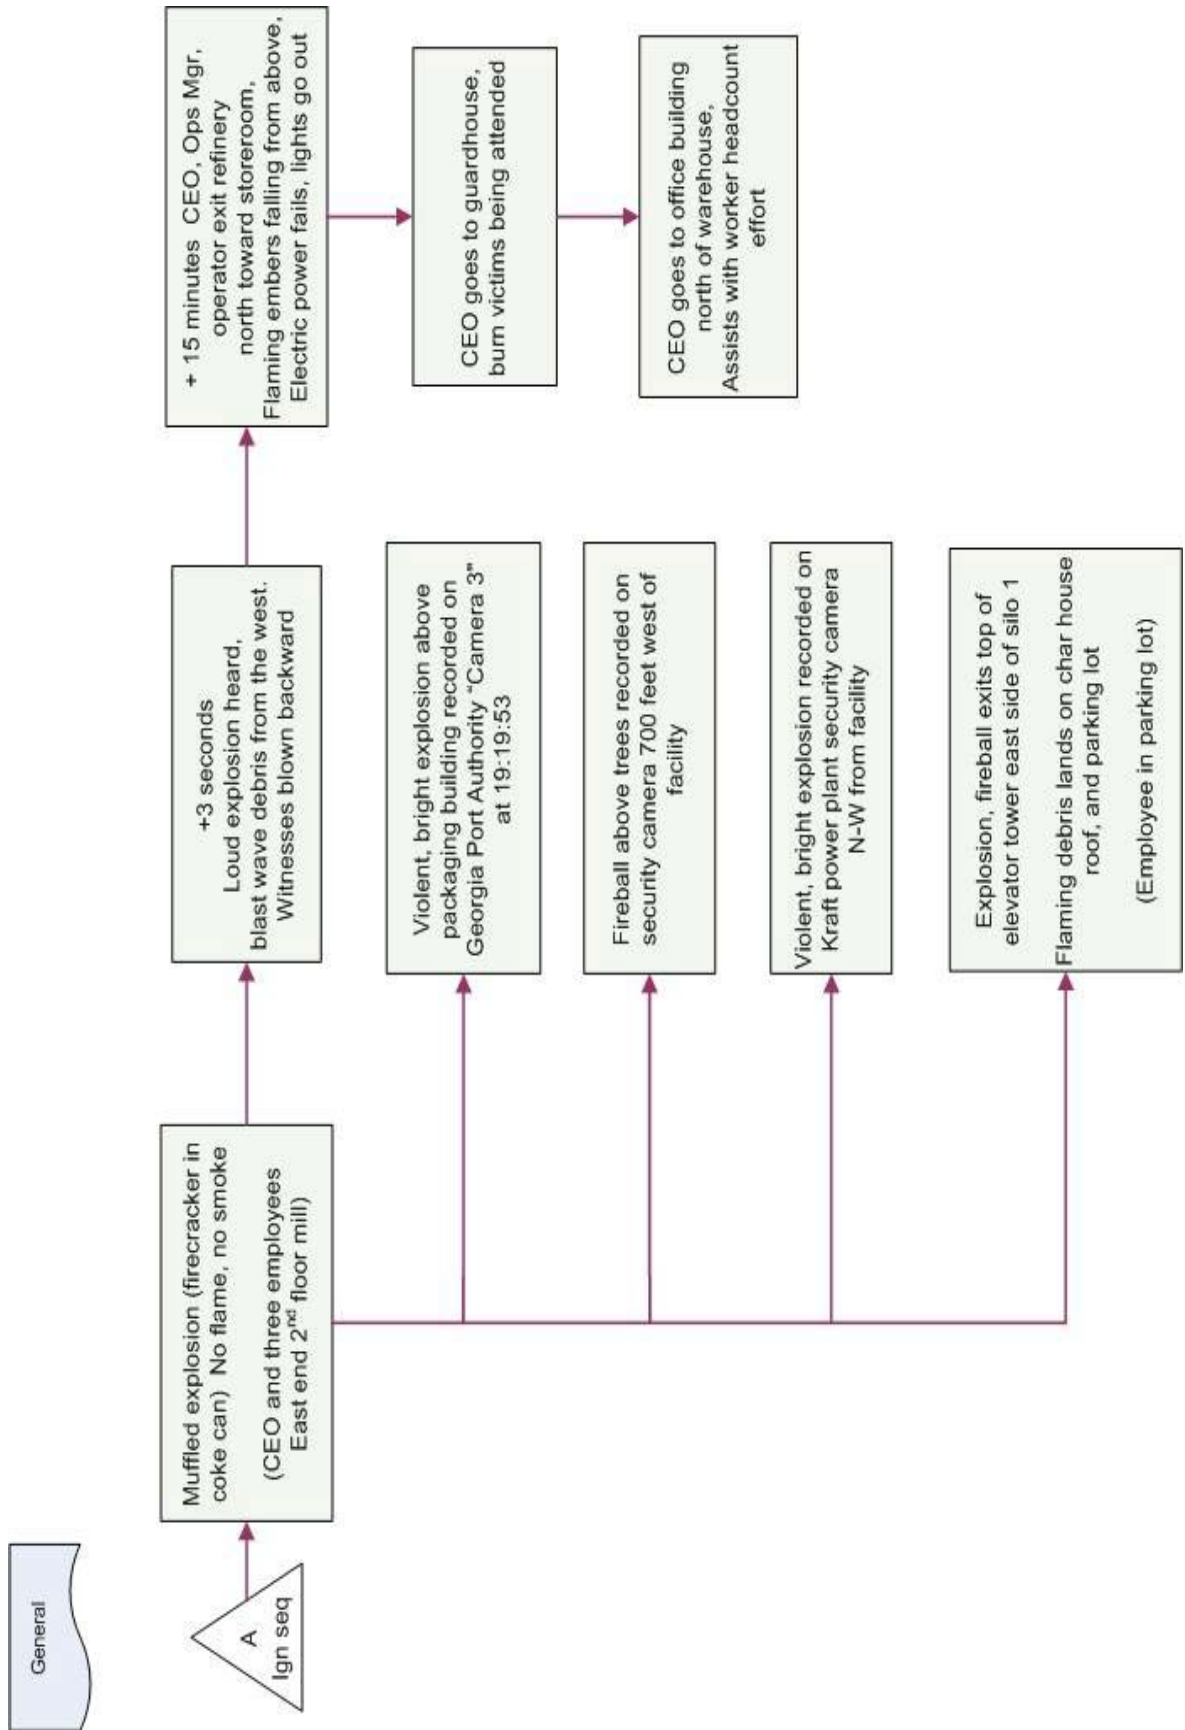 General
A
Ign seq
Muffled explosion (firecracker in
coke can) No flame, no smoke
(CEO and three employees
East end 2nd floor mill)
+3 seconds
Loud explosion heard,
blast wave debris from the west.
Witnesses blown backward
+ 15 minutes CEO, Ops Mgr,
operator exit refinery
north toward storeroom,
Flaming embers falling from above,
Electric power fails, lights go out
Violent, bright explosion above
packaging building recorded on
Georgia Port Authority “Camera 3”
at 19:19:53
CEO goes to guardhouse,
burn victims being attended
Fireball above trees recorded on
security camera 700 feet west of
facility
CEO goes to office building
north of warehouse,
Assists with worker headcount
effort
Violent, bright explosion recorded on
Kraft power plant security camera
N-W from facility
Explosion, fireball exits top of
elevator tower east side of silo 1
Flaming debris lands on char house
roof, and parking lot
(Employee in parking lot)